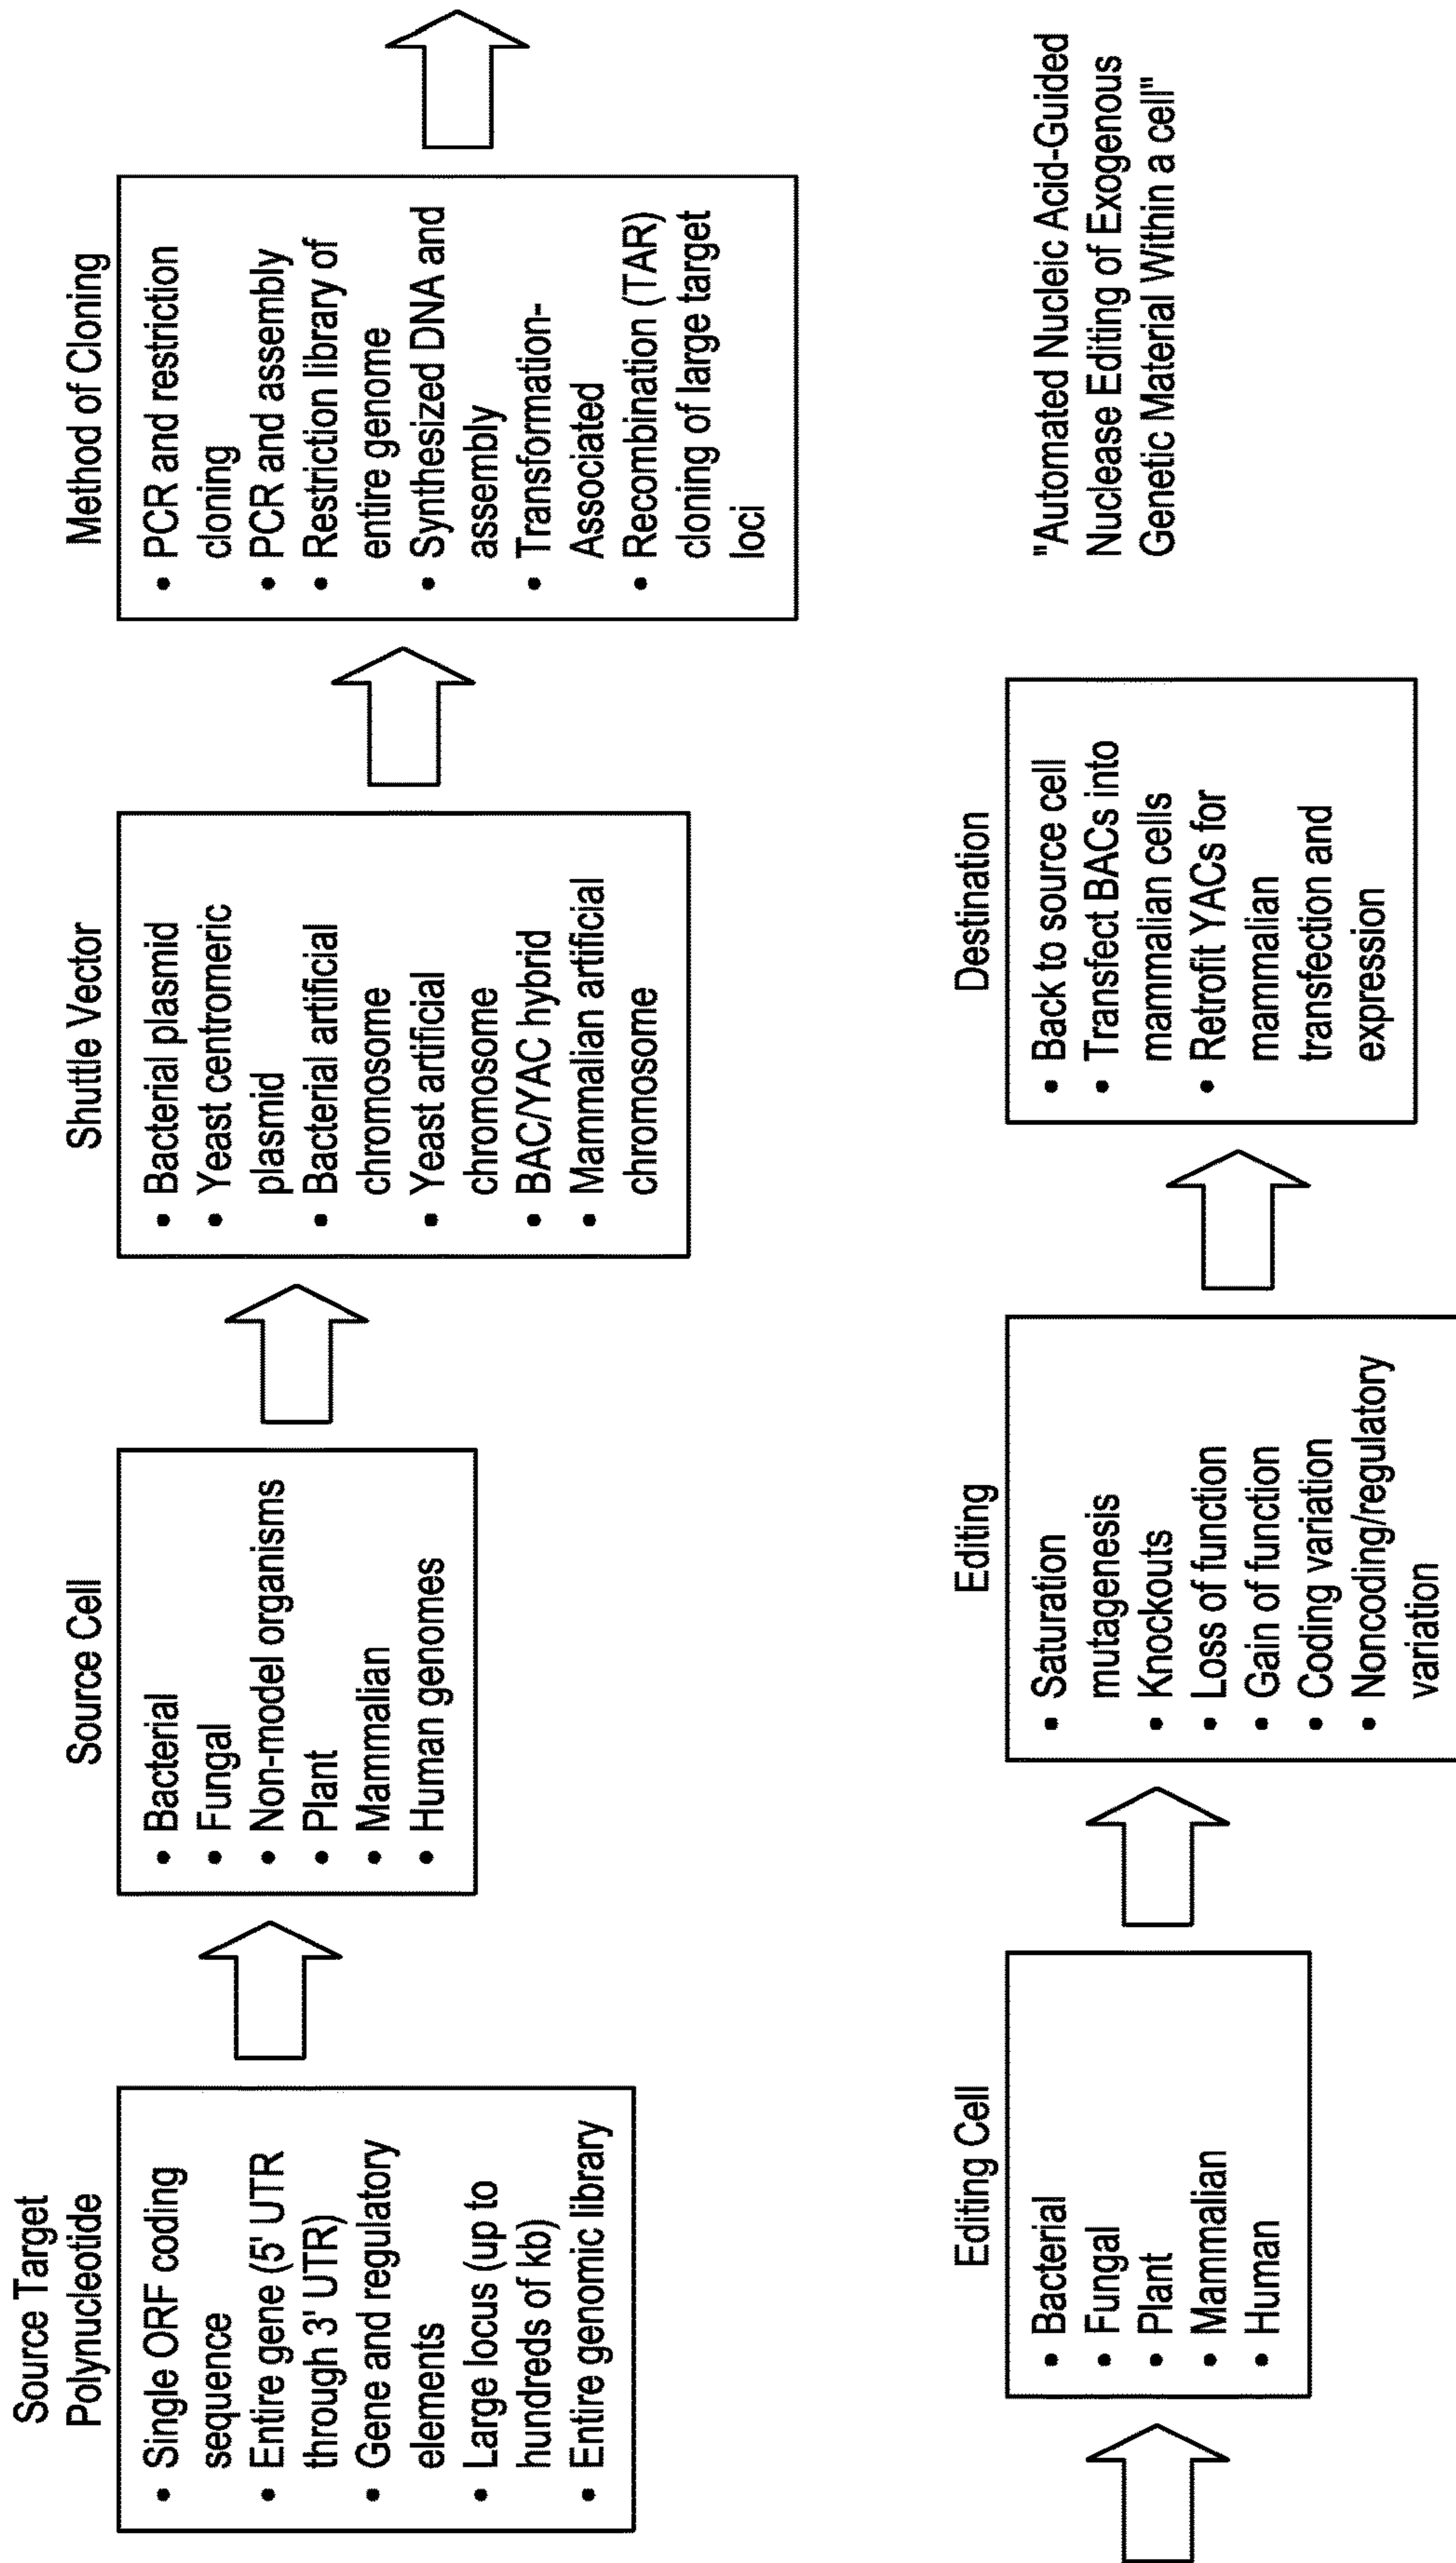 Source Target
Polynucleotide
• Single ORF coding
sequence
• Entire gene (5' UTR
through 3' UTR)
• Gene and regulatory
elements
• Large locus (up to
hundreds of kb)
• Entire genomic library
Source Cell
• Bacterial
• Fungal
• Non-model organisms
• Plant
• Mammalian
• Human genomes
Shuttle Vector
• Bacterial plasmid
• Yeast centromeric
plasmid
• Bacterial artificial
chromosome
• Yeast artificial
chromosome
• BAC/YAC hybrid
• Mammalian artificial
chromosome
Method of Cloning
• PCR and restriction
cloning
• PCR and assembly
• Restriction library of
entire genome
• Synthesized DNA and
assembly
• Transformation-
Associated
• Recombination (TAR)
cloning of large target
loci
Editing Cell
• Bacterial
• Fungal
• Plant
• Mammalian
• Human
Editing
• Saturation
mutagenesis
• Knockouts
• Loss of function
• Gain of function
• Coding variation
• Noncoding/regulatory
variation
Destination
• Back to source cell
• Transfect BACs into
mammalian cells
• Retrofit YACs for
mammalian
transfection and
expression
"Automated Nucleic Acid-Guided
Nuclease Editing of Exogenous
Genetic Material Within a cell"